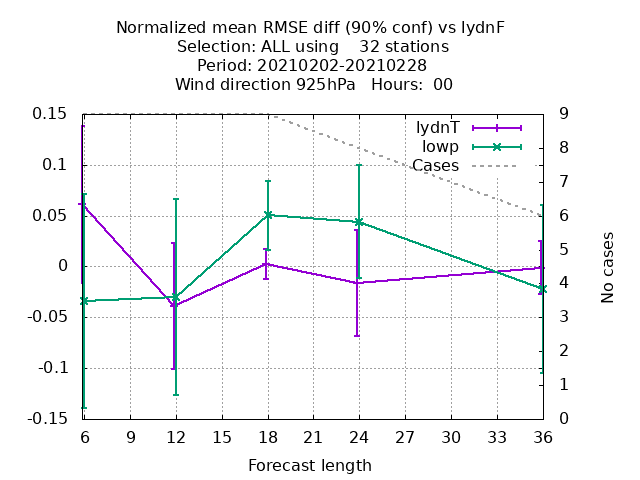 Normalized mean RMSE diff (90% conf) vs lydnF
Selection: ALL using    32 stations
Period: 20210202-20210228
Wind direction 925hPa   Hours:  00
0.15
0.1
0.05
0
-0.05
-0.1
-0.15
lydnT
lowp
Cases
9
8
7
6
5
4
3
2
1
0
No cases
6 9 12 15 18 21 24 27 30 33 36
Forecast length